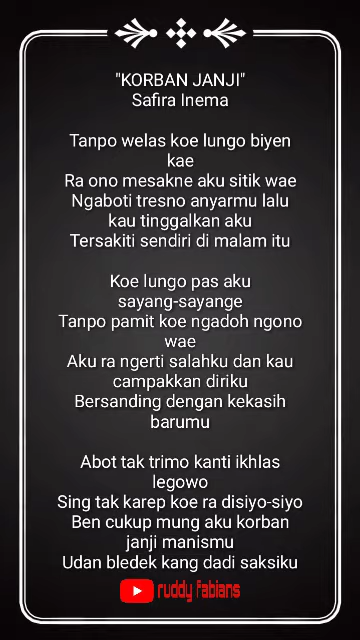 "KORBAN JANJI"
Safira Inema
Tanpo welas koe lungo biyen
kae
Ra ono mesakne aku sitik wae
Ngaboti tresno anyarmu lalu
kau tinggalkan aku
Tersakiti sendiri di malam itu
Koe lungo pas aku
sayang-sayange
Tanpo pamit koe ngadoh ngono
wae
Aku ra ngerti salahku dan kau
campakkan diriku
Bersanding dengan kekasih
barumu
Abot tak trimo kanti ikhlas
legowo
Sing tak karep koe ra disiyo-siyo
Ben cukup mung aku korban
janji manismu
Udan bledek kang dadi saksiku
ruddy fabians